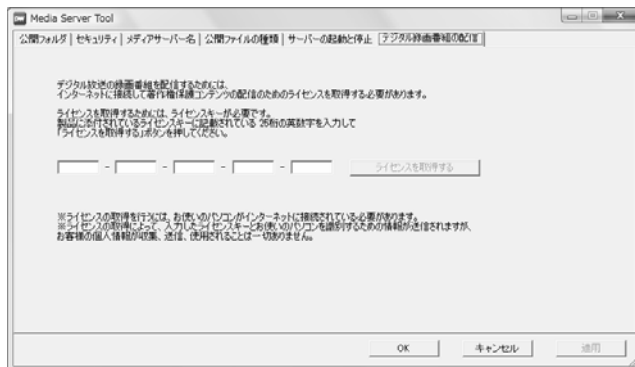 Media Server Tool
公開フォルダ | セキュリティ | メディアサーバー名 | 公開ファイルの種類 | サーバーの起動と停止 | デジタル録画番組の配信
デジタル放送の録画番組を配信するためには、
インターネットに接続して著作権保護コンテンツの配信のためのライセンスを取得する必要があります。
ライセンスを取得するためには、ライセンスキーが必要です。
製品に添付されているライセンスキーに記載されている 25桁の英数字を入力して
「ライセンスを取得する」ボタンを押してください。
- - - - ライセンスを取得する
※ライセンスの取得を行うには、お使いのパソコンがインターネットに接続されている必要があります。
※ライセンスの取得によって、入力したライセンスキーとお使いのパソコンを識別するための情報が送信されますが、
お客様の個人情報が収集、送信、使用されることは一切ありません。
OK キャンセル 適用